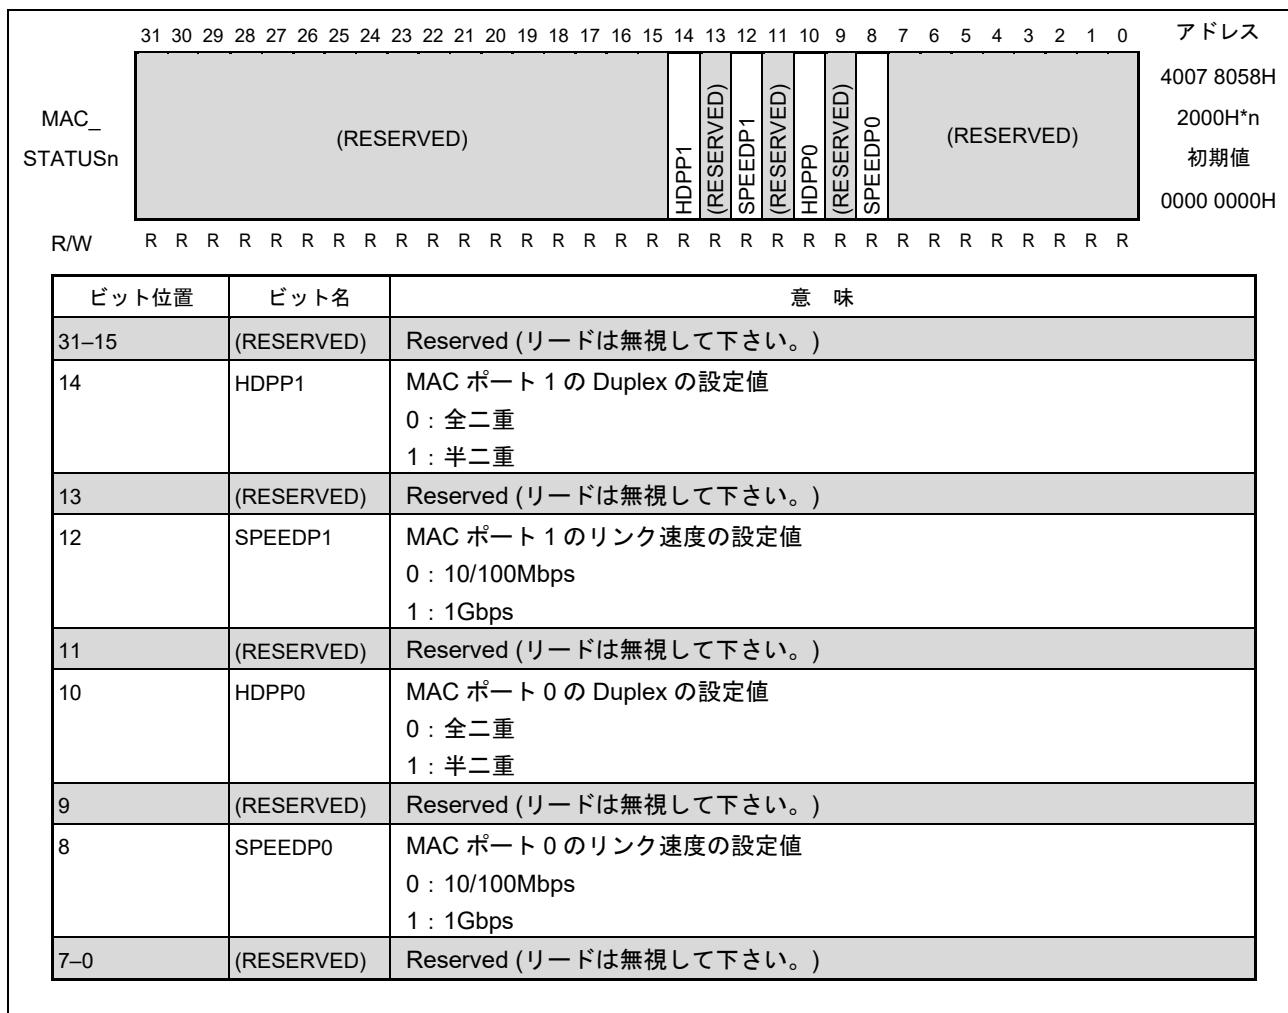 31 30 29 28 27 26 25 24 23 22 21 20 19 18 17 16 15 14 13 12 11 10 9 8 7 6 5 4 3 2 1 0 アドレス
MAC_
STATUSn
(RESERVED)
HDPP1
(RESERVED)
SPEEDP1
(RESERVED)
HDPP0
(RESERVED)
SPEEDP0
(RESERVED)
4007 8058H
2000H*n
初期値
0000 0000H
R/W R R R R R R R R R R R R R R R R R R R R R R R R R R R R R R R R
ビット位置 ビット名 意 味
31–15 (RESERVED) Reserved (リードは無視して下さい。)
14 HDPP1 MAC ポート 1 の Duplex の設定値
0：全二重
1：半二重
13 (RESERVED) Reserved (リードは無視して下さい。)
12 SPEEDP1 MAC ポート 1 のリンク速度の設定値
0：10/100Mbps
1：1Gbps
11 (RESERVED) Reserved (リードは無視して下さい。)
10 HDPP0 MAC ポート 0 の Duplex の設定値
0：全二重
1：半二重
9 (RESERVED) Reserved (リードは無視して下さい。)
8 SPEEDP0 MAC ポート 0 のリンク速度の設定値
0：10/100Mbps
1：1Gbps
7–0 (RESERVED) Reserved (リードは無視して下さい。)